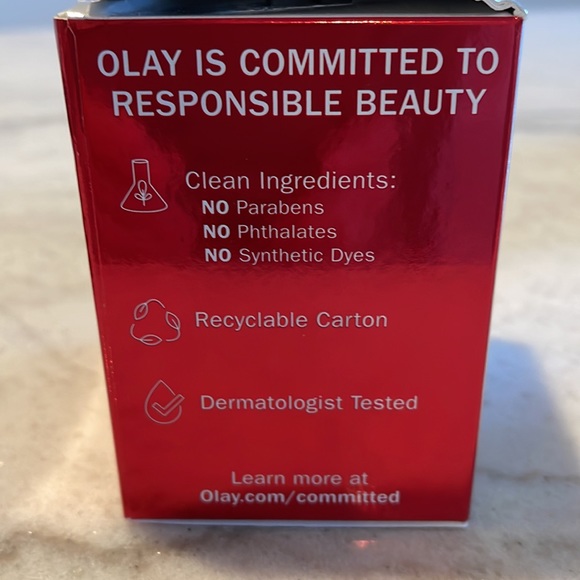 OLAY IS COMMITTED TO
RESPONSIBLE BEAUTY
Clean Ingredients:
NO Parabens
NO Phthalates
NO Synthetic Dyes
Recyclable Carton
Dermatologist Tested
Learn more at
Olay.com/committed